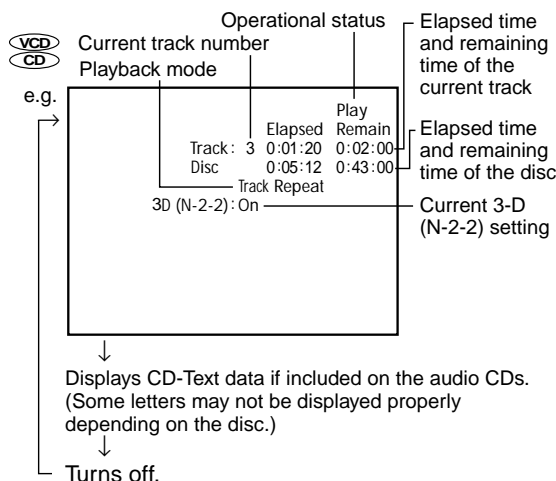 Operational status
VCD
CD
Current track number
Playback mode
Elapsed time
and remaining
time of the
current track
e.g.
Play
Elapsed Remain
Track: 3 0:01:20 0:02:00
Disc 0:05:12 0:43:00
Track Repeat
3D (N-2-2): On
Elapsed time
and remaining
time of the disc
Current 3-D
(N-2-2) setting
Displays CD-Text data if included on the audio CDs.
(Some letters may not be displayed properly
depending on the disc.)
Turns off.